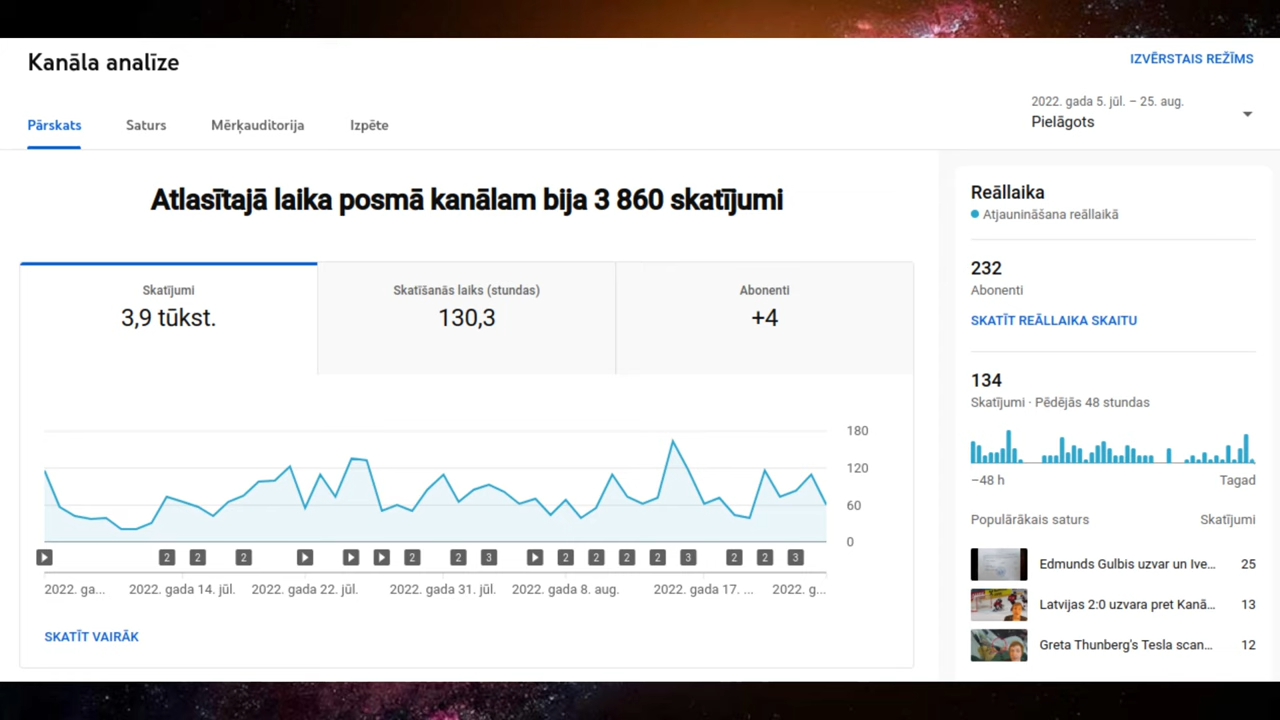 Kanāla analīze
IZVĒRSTAIS REŽĪMS
2022. gada 5. jūl. – 25. aug.
Pielāgots
Pārskats
Saturs
Mērķauditorija
Izpēte
Atlasītajā laika posmā kanālam bija 3 860 skatījumi
Skatījumi
3,9 tūkst.
Skatīšanās laiks (stundas)
130,3
Abonenti
+4
180
120
60
0
2 2 2 2 2 3 2 2 2 2 3 2 2 3
2022. ga...
2022. gada 14. jūl.
2022. gada 22. jūl.
2022. gada 31. jūl.
2022. gada 8. aug.
2022. gada 17. ...
2022. g...
SKATĪT VAIRĀK
Reāllaika
Atjaunināšana reāllaikā
232
Abonenti
SKATĪT REĀLLAIKA SKAITU
134
Skatījumi · Pēdējās 48 stundas
−48 h
Tagad
Populārākais saturs
Skatījumi
Edmunds Gulbis uzvar un Ive... 25
Latvijas 2:0 uzvara pret Kanā... 13
Greta Thunberg's Tesla scan... 12